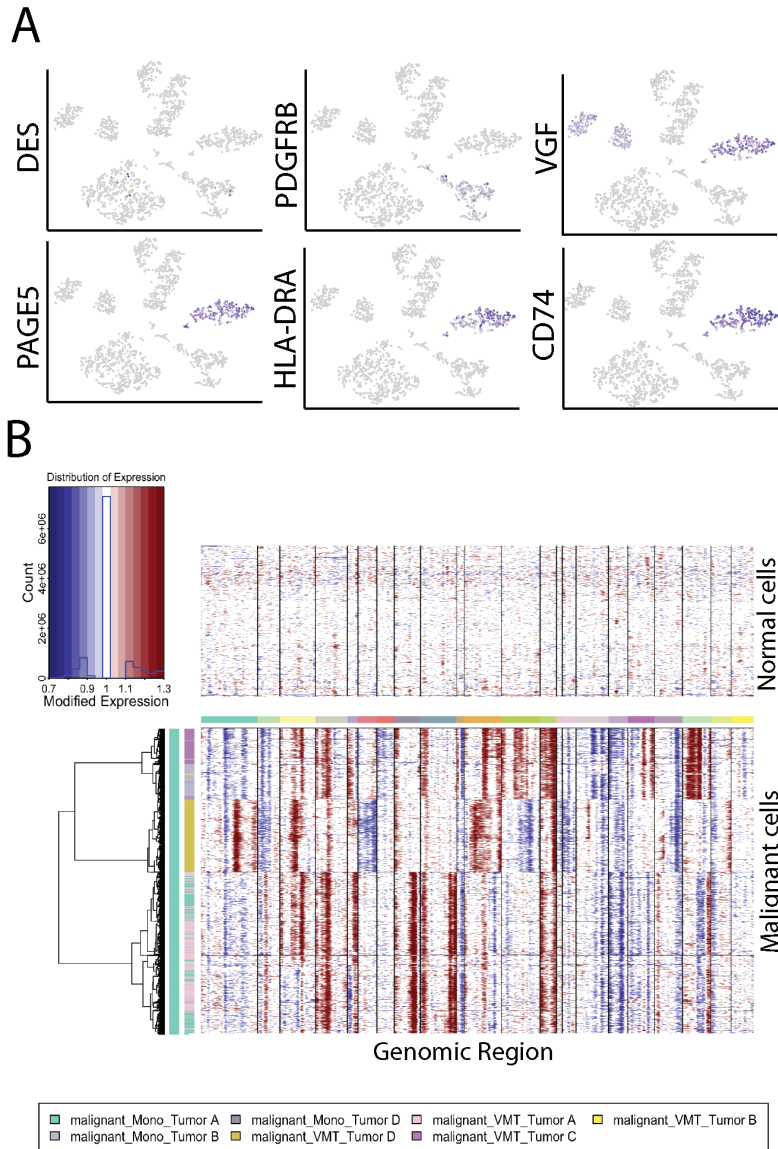 A
DES
PDGFRB
VGF
PAGE5
HLA-DRA
CD74
B
Distribution of Expression
Count
0 2e+06 4e+06 6e+06
0.7 0.9 1 1.1 1.3
Modified Expression
Normal cells
Malignant cells
Genomic Region
malignant_Mono_Tumor A malignant_Mono_Tumor D malignant_VMT_Tumor A malignant_VMT_Tumor B
malignant_Mono_Tumor B malignant_VMT_Tumor D malignant_VMT_Tumor C